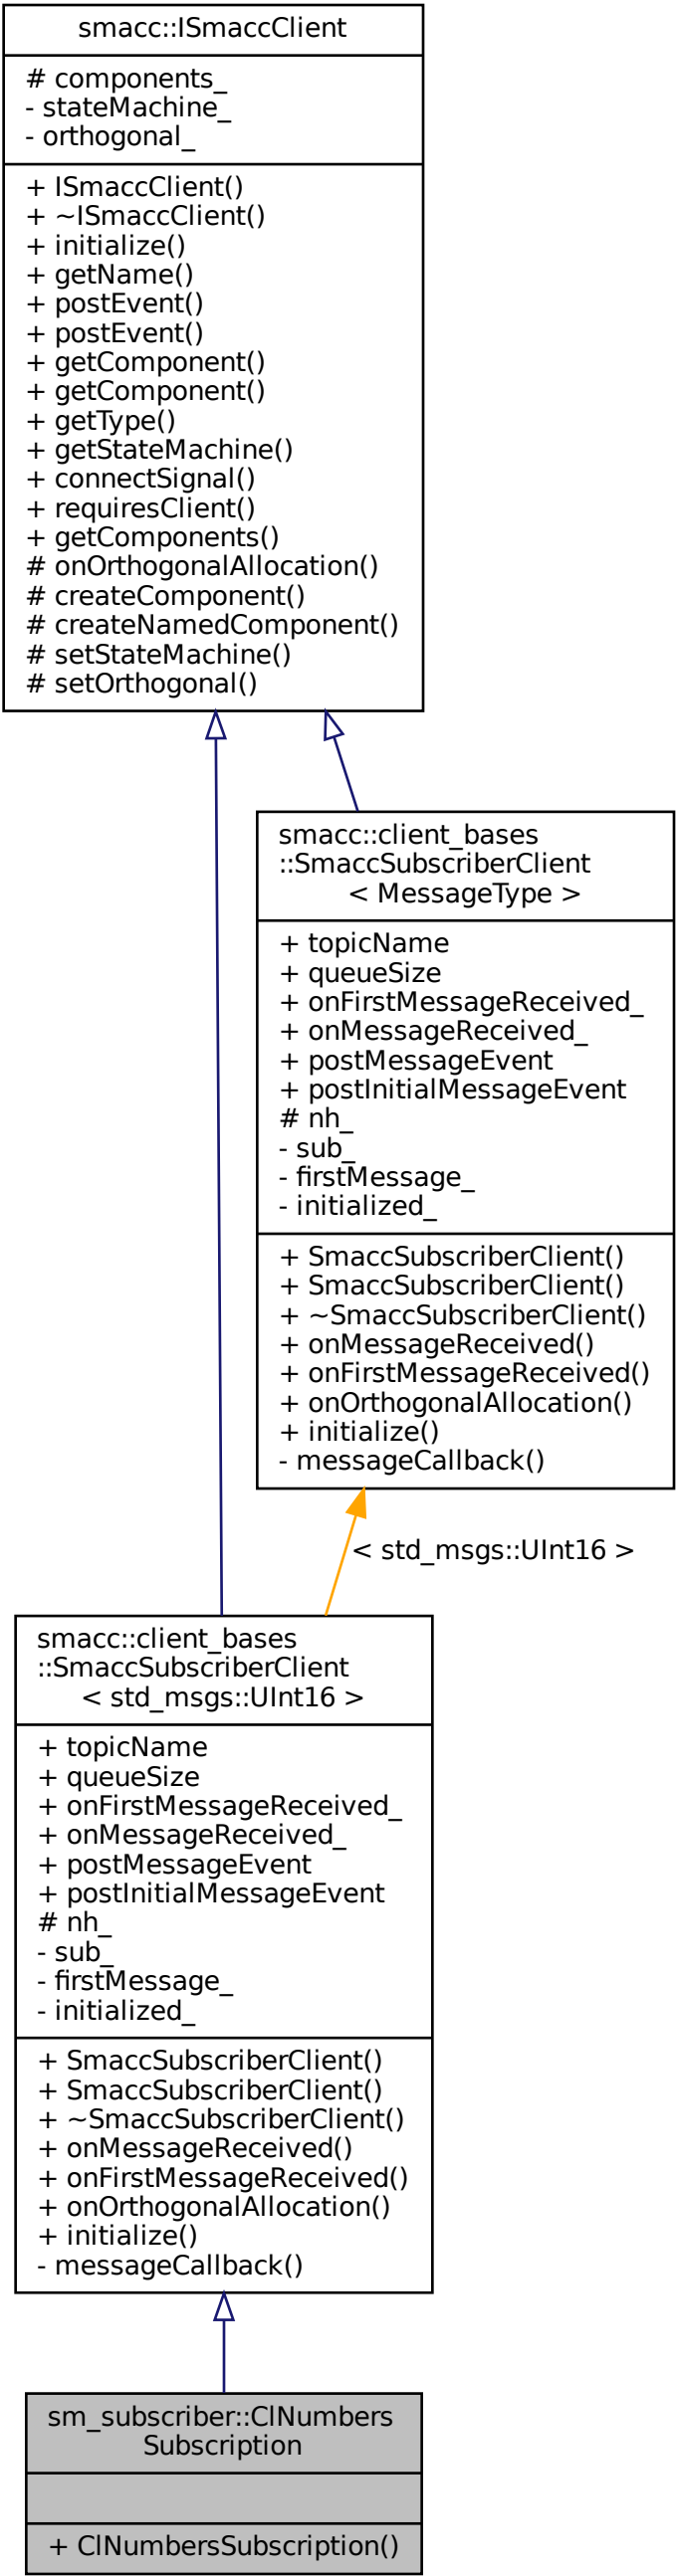 smacc::ISmaccClient
# components_
- stateMachine_
- orthogonal_
+ ISmaccClient()
+ ~ISmaccClient()
+ initialize()
+ getName()
+ postEvent()
+ postEvent()
+ getComponent()
+ getComponent()
+ getType()
+ getStateMachine()
+ connectSignal()
+ requiresClient()
+ getComponents()
# onOrthogonalAllocation()
# createComponent()
# createNamedComponent()
# setStateMachine()
# setOrthogonal()
smacc::client_bases
::SmaccSubscriberClient
< MessageType >
+ topicName
+ queueSize
+ onFirstMessageReceived_
+ onMessageReceived_
+ postMessageEvent
+ postInitialMessageEvent
# nh_
- sub_
- firstMessage_
- initialized_
+ SmaccSubscriberClient()
+ SmaccSubscriberClient()
+ ~SmaccSubscriberClient()
+ onMessageReceived()
+ onFirstMessageReceived()
+ onOrthogonalAllocation()
+ initialize()
- messageCallback()
< std_msgs::UInt16 >
smacc::client_bases
::SmaccSubscriberClient
< std_msgs::UInt16 >
+ topicName
+ queueSize
+ onFirstMessageReceived_
+ onMessageReceived_
+ postMessageEvent
+ postInitialMessageEvent
# nh_
- sub_
- firstMessage_
- initialized_
+ SmaccSubscriberClient()
+ SmaccSubscriberClient()
+ ~SmaccSubscriberClient()
+ onMessageReceived()
+ onFirstMessageReceived()
+ onOrthogonalAllocation()
+ initialize()
- messageCallback()
sm_subscriber::ClNumbers
Subscription
+ ClNumbersSubscription()